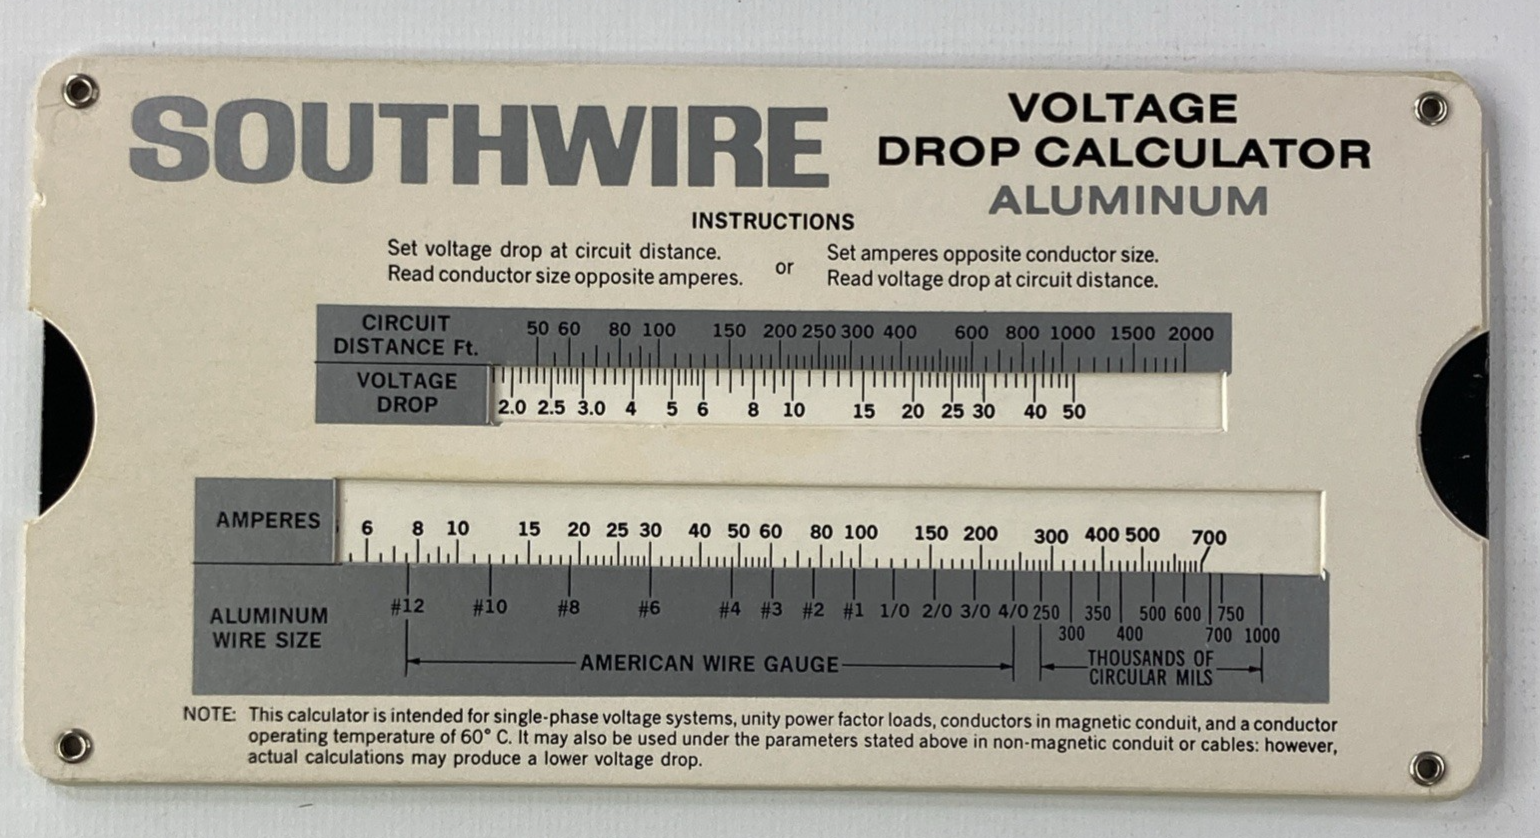 SOUTHWIRE
VOLTAGE
DROP CALCULATOR
ALUMINUM
INSTRUCTIONS
Set voltage drop at circuit distance.
Read conductor size opposite amperes.
or
Set amperes opposite conductor size.
Read voltage drop at circuit distance.
CIRCUIT
DISTANCE Ft.
50 60 80 100 150 200 250 300 400 600 800 1000 1500 2000
VOLTAGE
DROP
2.0 2.5 3.0 4 5 6 8 10 15 20 25 30 40 50
AMPERES
6 8 10 15 20 25 30 40 50 60 80 100 150 200 300 400 500 700
ALUMINUM
WIRE SIZE
#12 #10 #8 #6 #4 #3 #2 #1 1/0 2/0 3/0 4/0 250 350 500 600 750
300 400 700 1000
AMERICAN WIRE GAUGE
THOUSANDS OF
CIRCULAR MILS
NOTE: This calculator is intended for single-phase voltage systems, unity power factor loads, conductors in magnetic conduit, and a conductor
operating temperature of 60° C. It may also be used under the parameters stated above in non-magnetic conduit or cables: however,
actual calculations may produce a lower voltage drop.